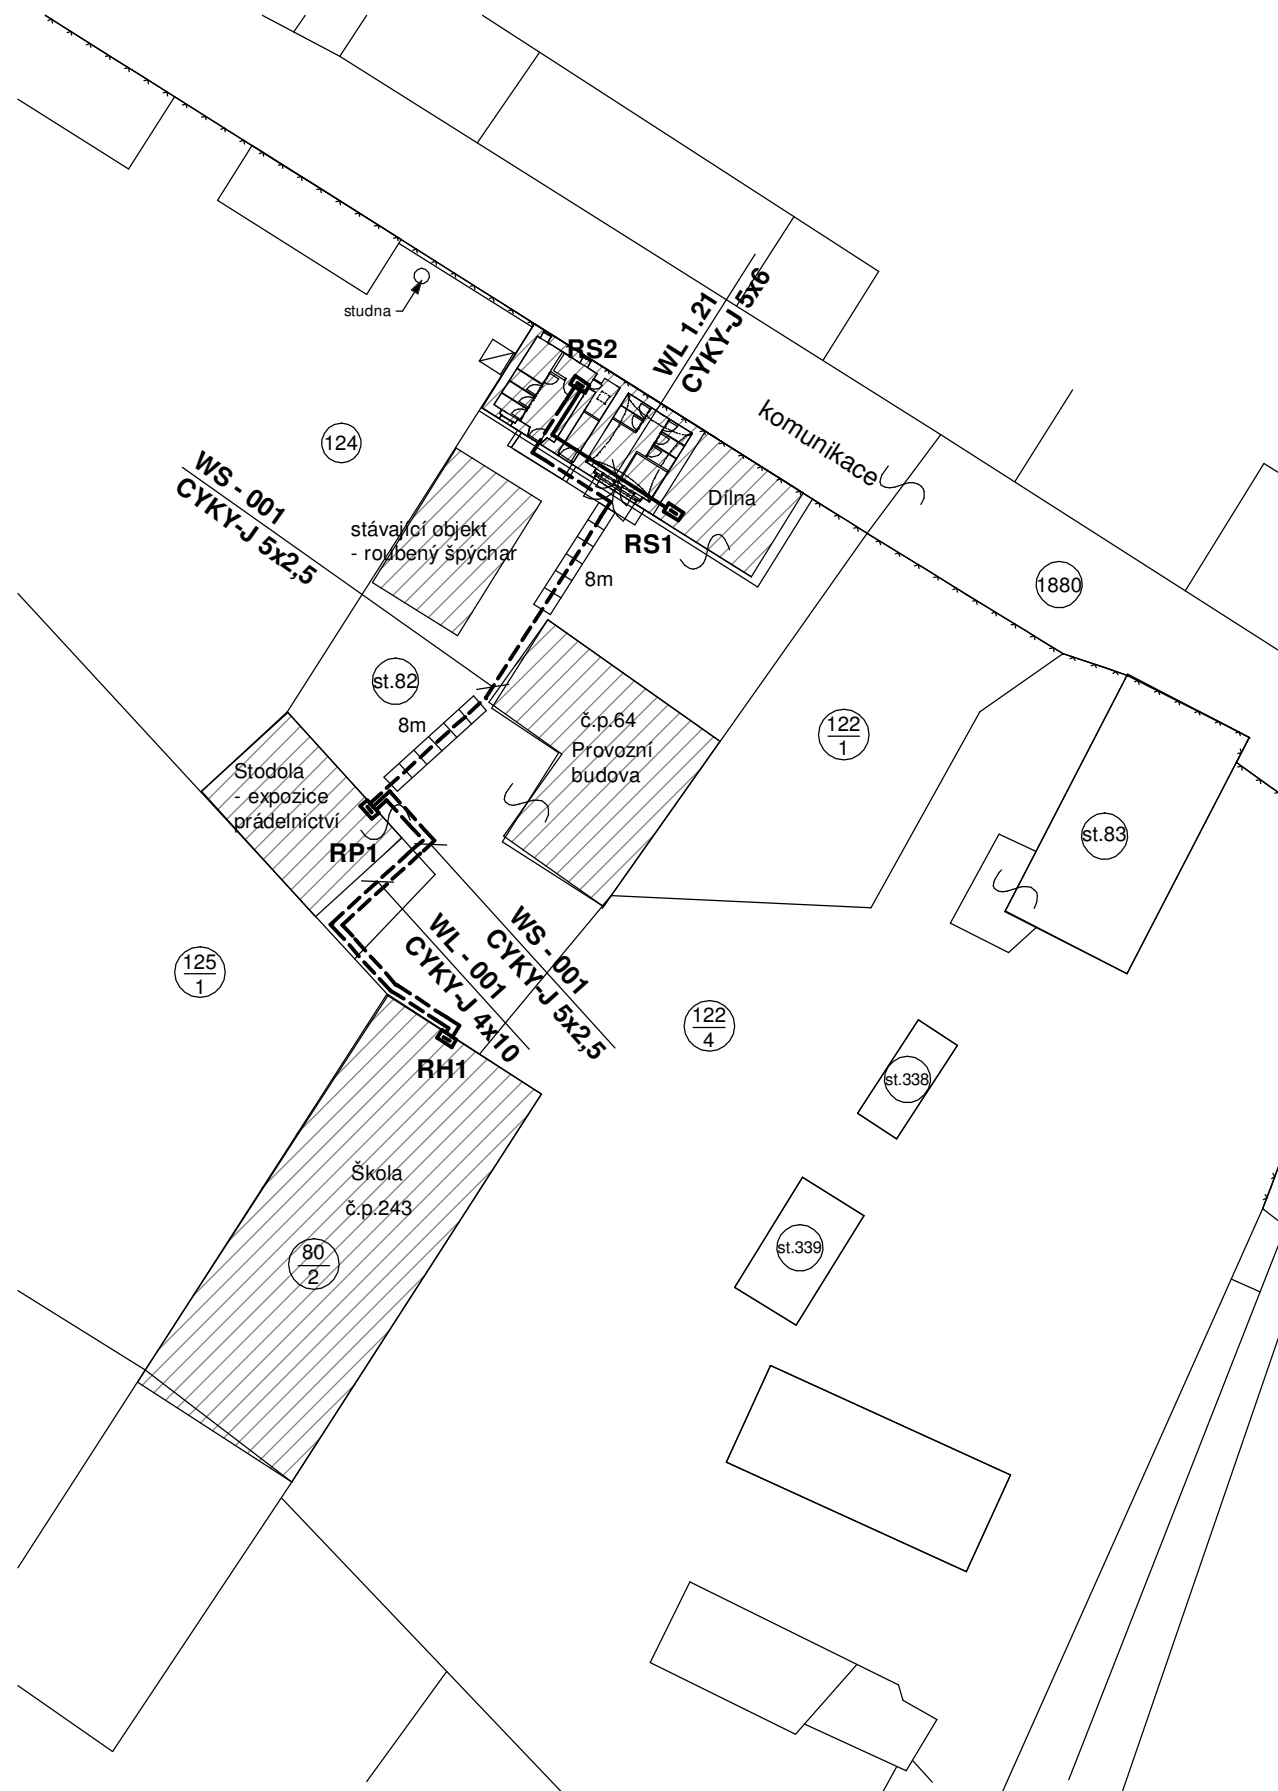 studna
RS2
WL 1.21
CYKY-J 5x6
komunikace
124
WS - 001
CYKY-J 5x2,5
Dílna
stávající objekt
- roubený špýchar
RS1
8m
1880
st.82
8m
č.p.64
Provozní
budova
122
1
Stodola
- expozice
prádelnictví
RP1
st.83
WS - 001
CYKY-J 5x2,5
WL - 001
CYKY-J 4x10
125
1
122
4
RH1
st.338
Škola
č.p.243
80
2
st.339